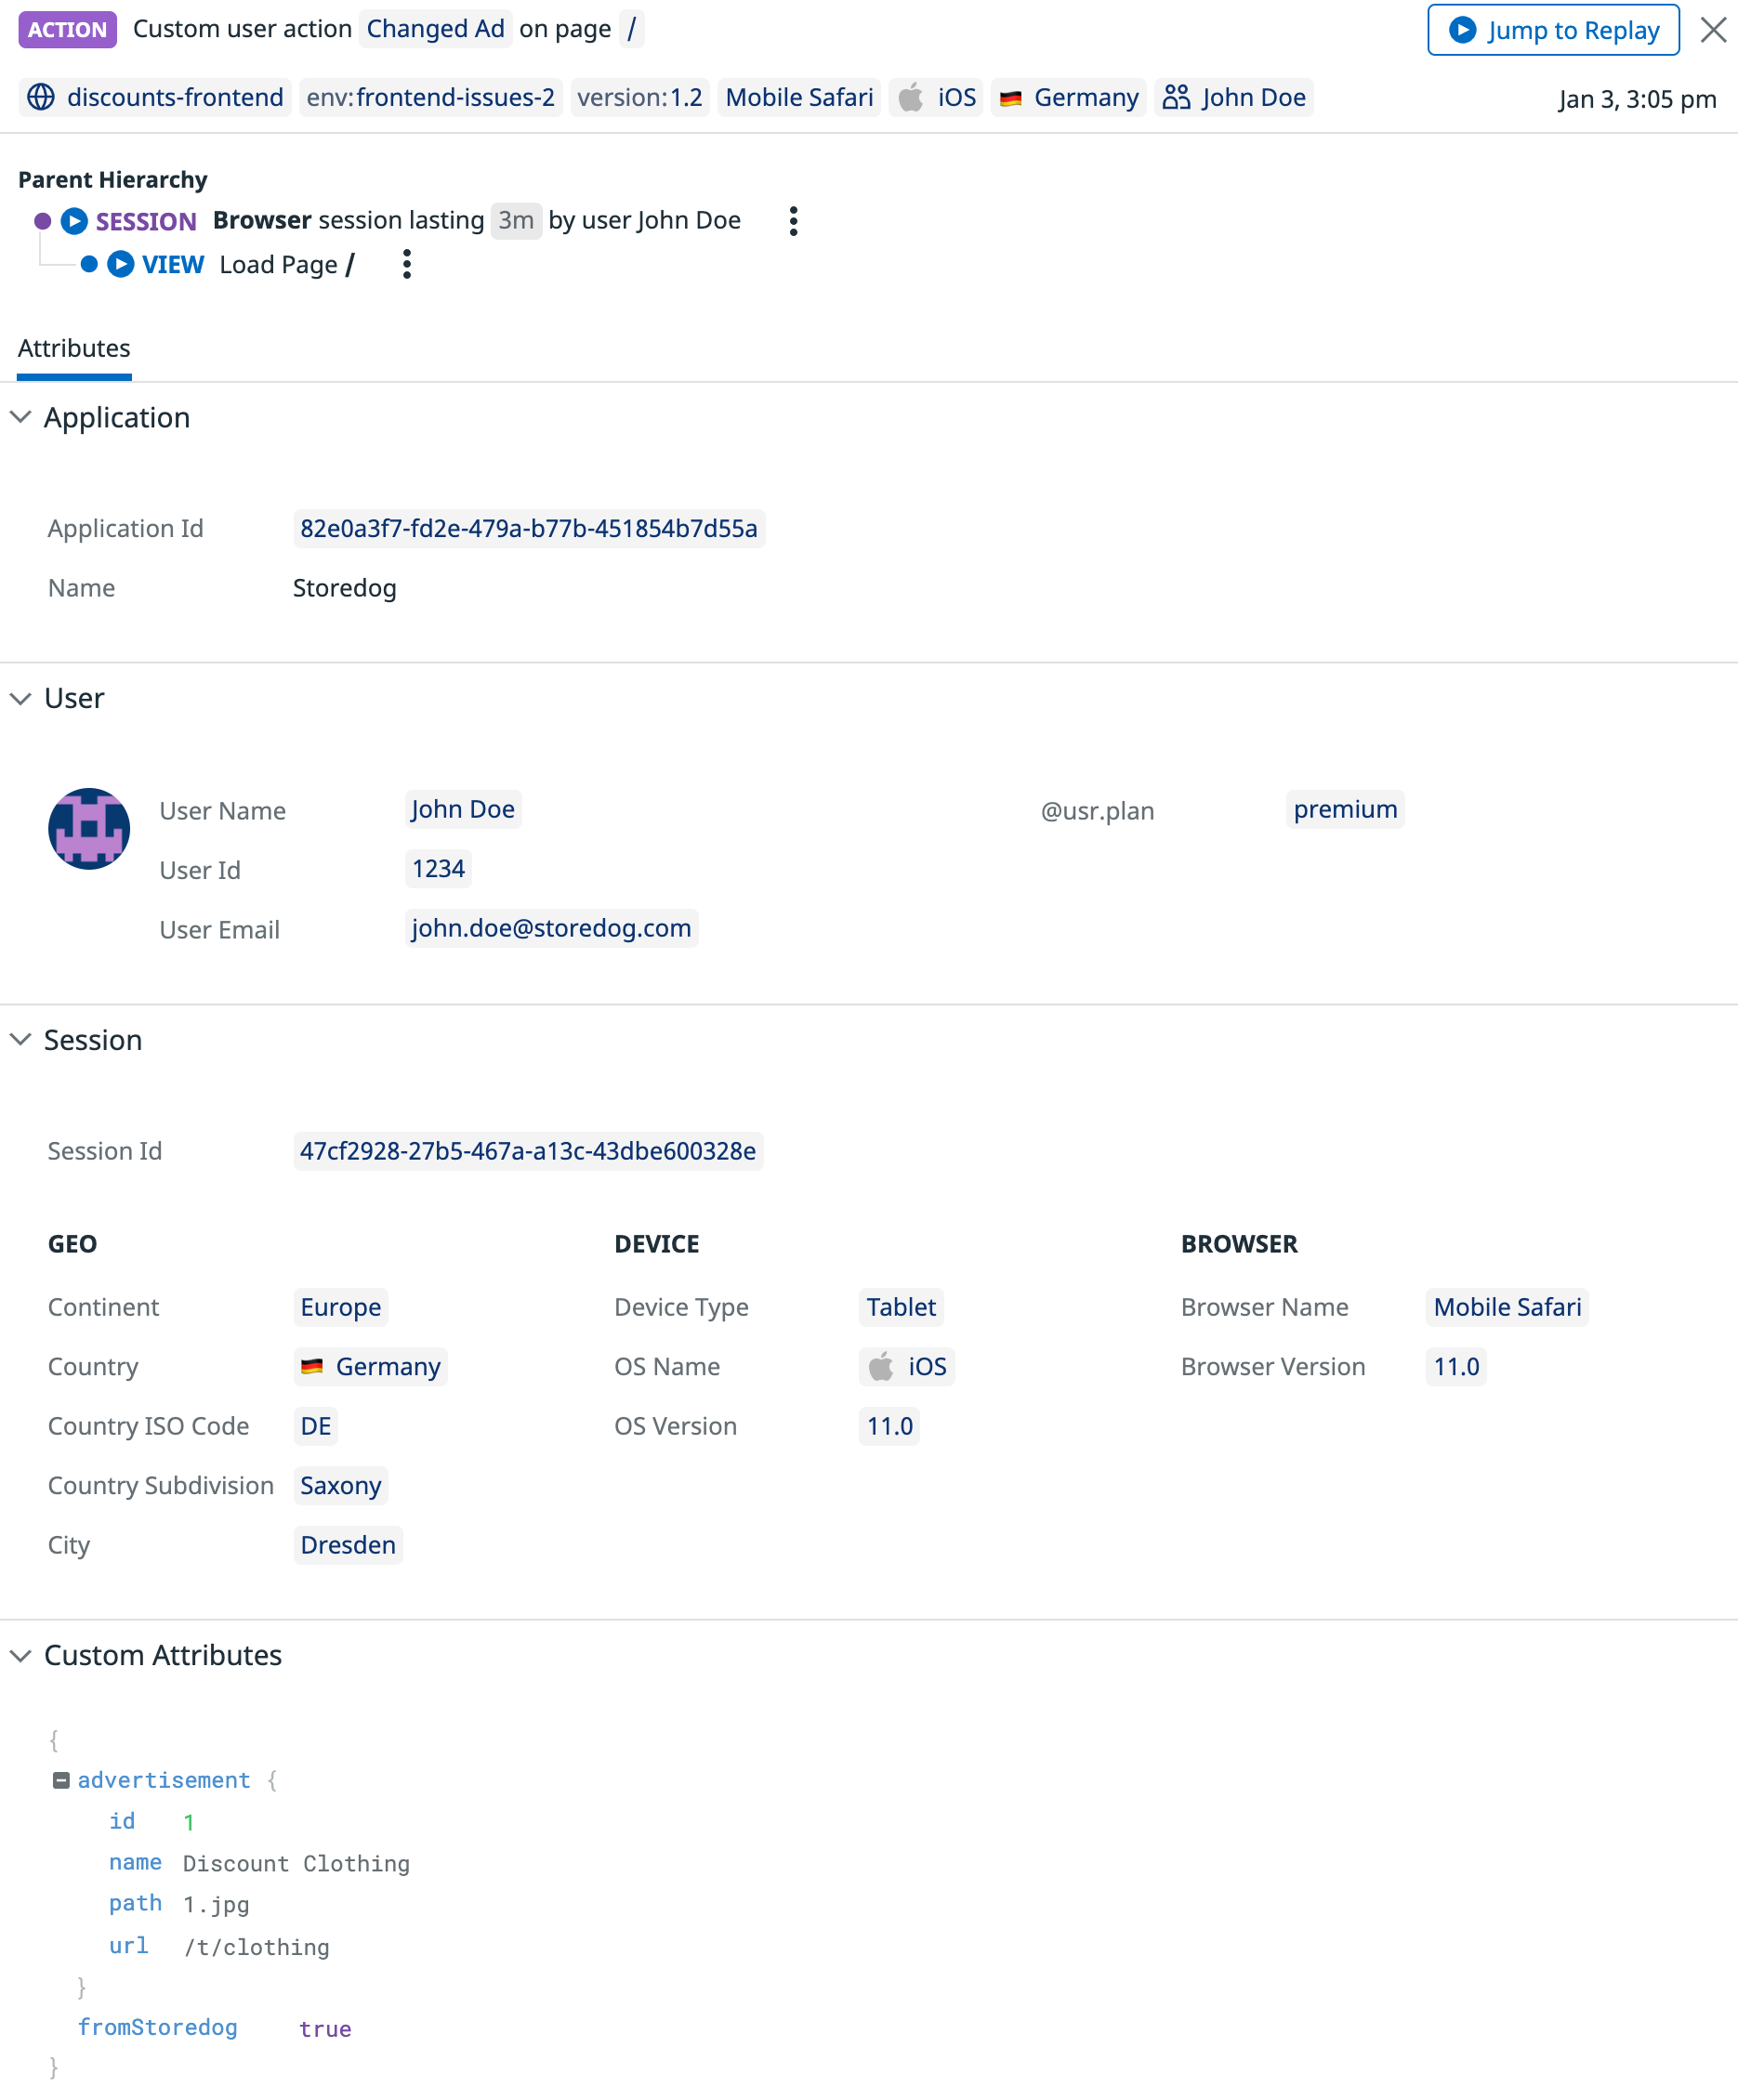 ACTION Custom user action Changed Ad on page / Jump to Replay
discounts-frontend env:frontend-issues-2 version:1.2 Mobile Safari iOS Germany John Doe Jan 3, 3:05 pm
Parent Hierarchy
SESSION Browser session lasting 3m by user John Doe
VIEW Load Page /
Attributes
Application
Application Id 82e0a3f7-fd2e-479a-b77b-451854b7d55a
Name Storedog
User
User Name John Doe @usr.plan premium
User Id 1234
User Email john.doe@storedog.com
Session
Session Id 47cf2928-27b5-467a-a13c-43dbe600328e
GEO DEVICE BROWSER
Continent Europe Device Type Tablet Browser Name Mobile Safari
Country Germany OS Name iOS Browser Version 11.0
Country ISO Code DE OS Version 11.0
Country Subdivision Saxony
City Dresden
Custom Attributes
{
advertisement {
id 1
name Discount Clothing
path 1.jpg
url /t/clothing
}
fromStoredog true
}